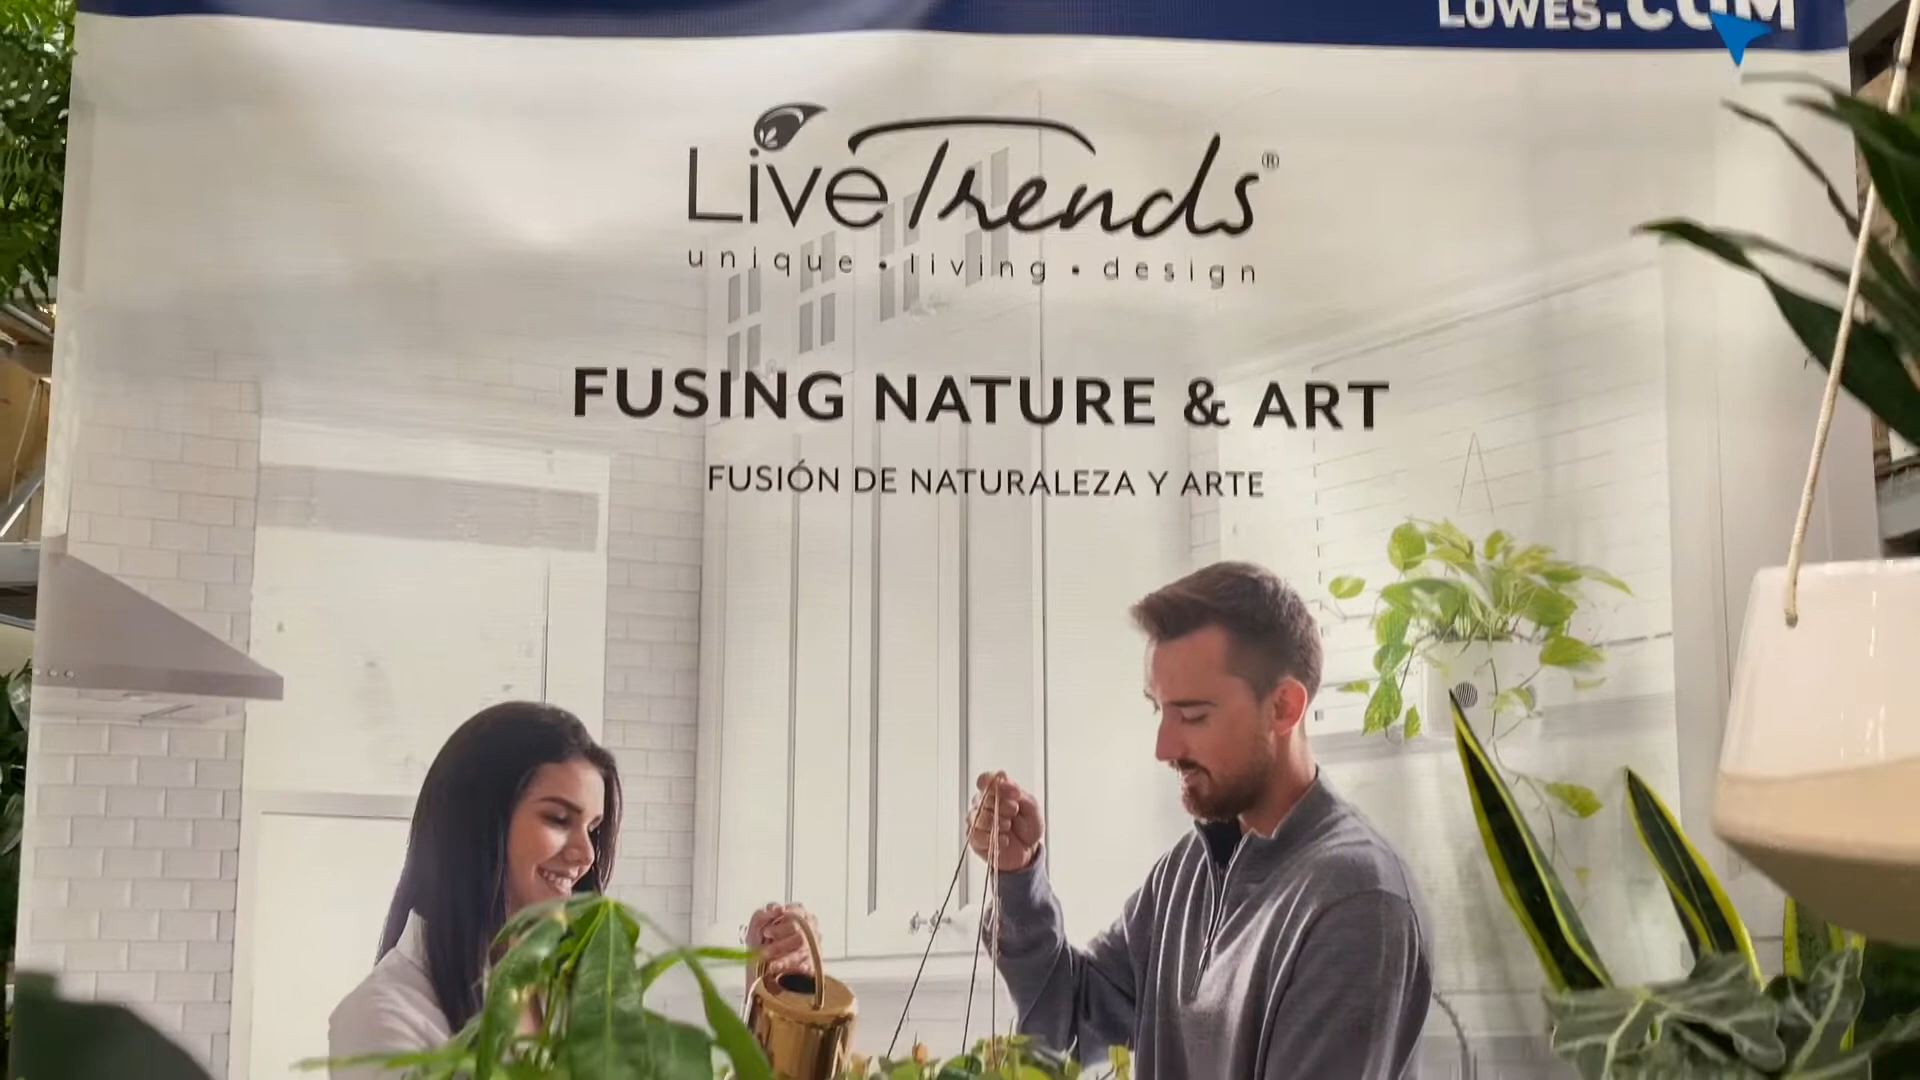 LOWES.COM
LiveTrends®
unique • living • design
FUSING NATURE & ART
FUSIÓN DE NATURALEZA Y ARTE